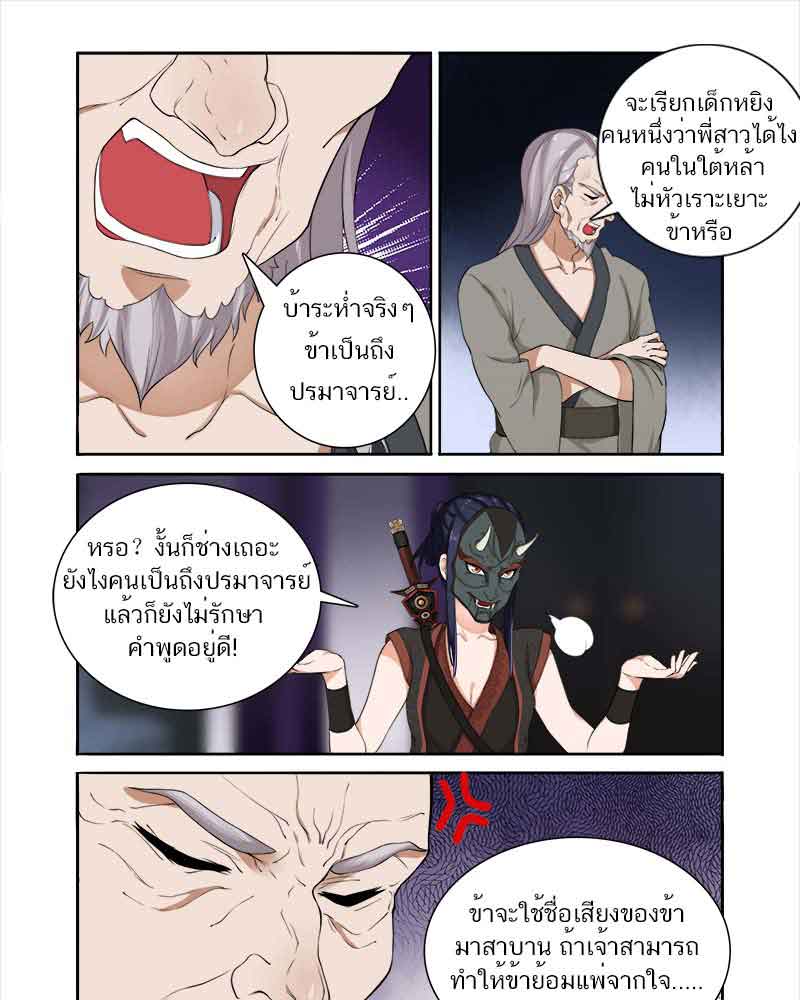 บ้าระห่ำจริงๆ
ข้าเป็นถึง
ปรมาจารย์..
จะเรียกเด็กหยิง
คนหนึ่งว่าพี่สาวได้ไง
คนในใต้หล้า
ไม่หัวเราะเยาะ
ข้าหรือ
หรอ? งั้นก็ช่างเถอะ
ยังไงคนเป็นถึงปรมาจารย์
แล้วก็ยังไม่รักษา
คำพูดอยู่ดี!
ข้าจะใช้ชื่อเสียงของข้า
มาสาบาน ถ้าเจ้าสามารถ
ทำให้ข้าย้อมแพ่จากใจ.....